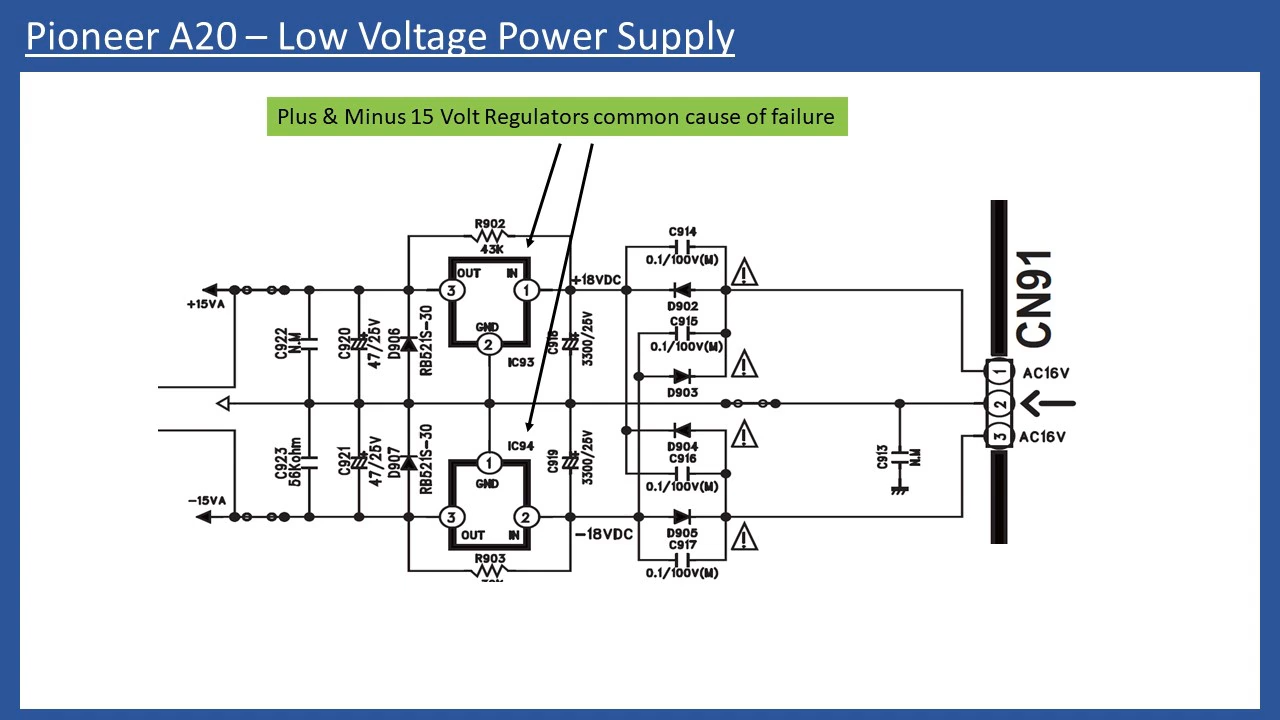 Pioneer A20 – Low Voltage Power Supply
Plus & Minus 15 Volt Regulators common cause of failure
R902
43K
C914
0.1/100V(M)
OUT IN
3
1
+18VDC
+15VA
D902
C915
0.1/100V(M)
CN91
C922
N.M
C920
47/25V
D906
RB521S-30
GND
2
IC93
C918
3300/25V
D903
1
AC16V
2
3
AC16V
C923
56Kohm
C921
47/25V
D907
RB521S-30
IC94
1
GND
C919
3300/25V
D904
C916
0.1/100V(M)
C913
N.M
-15VA
3
2
OUT IN
-18VDC
D905
C917
0.1/100V(M)
R903